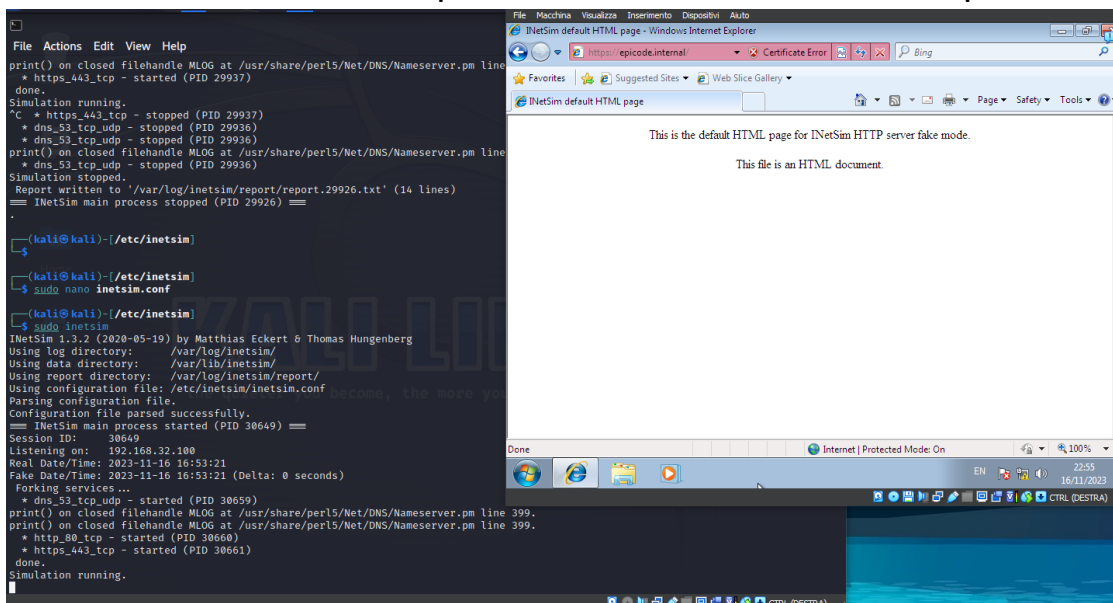 File Actions Edit View Help
print() on closed filehandle MLOG at /usr/share/perl5/Net/DNS/Nameserver.pm line
* https_443_tcp - started (PID 29937)
done.
Simulation running.
^C * https_443_tcp - stopped (PID 29937)
* dns_53_tcp_udp - stopped (PID 29936)
* dns_53_tcp_udp - stopped (PID 29936)
print() on closed filehandle MLOG at /usr/share/perl5/Net/DNS/Nameserver.pm line
* dns_53_tcp_udp - stopped (PID 29936)
Simulation stopped.
Report written to '/var/log/inetsim/report/report.29926.txt' (14 lines)
=== INetSim main process stopped (PID 29926) ===
.
(kali㉿kali)-[/etc/inetsim]
$
(kali㉿kali)-[/etc/inetsim]
$ sudo nano inetsim.conf
(kali㉿kali)-[/etc/inetsim]
$ sudo inetsim
INetSim 1.3.2 (2020-05-19) by Matthias Eckert & Thomas Hungenberg
Using log directory: /var/log/inetsim/
Using data directory: /var/lib/inetsim/
Using report directory: /var/log/inetsim/report/
Using configuration file: /etc/inetsim/inetsim.conf
Parsing configuration file.
Configuration file parsed successfully.
=== INetSim main process started (PID 30649) ===
Session ID: 30649
Listening on: 192.168.32.100
Real Date/Time: 2023-11-16 16:53:21
Fake Date/Time: 2023-11-16 16:53:21 (Delta: 0 seconds)
Forking services...
* dns_53_tcp_udp - started (PID 30659)
print() on closed filehandle MLOG at /usr/share/perl5/Net/DNS/Nameserver.pm line 399.
print() on closed filehandle MLOG at /usr/share/perl5/Net/DNS/Nameserver.pm line 399.
* http_80_tcp - started (PID 30660)
* https_443_tcp - started (PID 30661)
done.
Simulation running.
KALI LI
become, the more you
File Macchina Visualizza Inserimento Dispositivi Aiuto
INetSim default HTML page - Windows Internet Explorer
https://epicode.internal/ Certificate Error Bing
Favorites Suggested Sites Web Slice Gallery
INetSim default HTML page Page Safety Tools
This is the default HTML page for INetSim HTTP server fake mode.
This file is an HTML document.
Done Internet | Protected Mode: On 100%
EN 22:55
16/11/2023
CTRL (DESTRA)